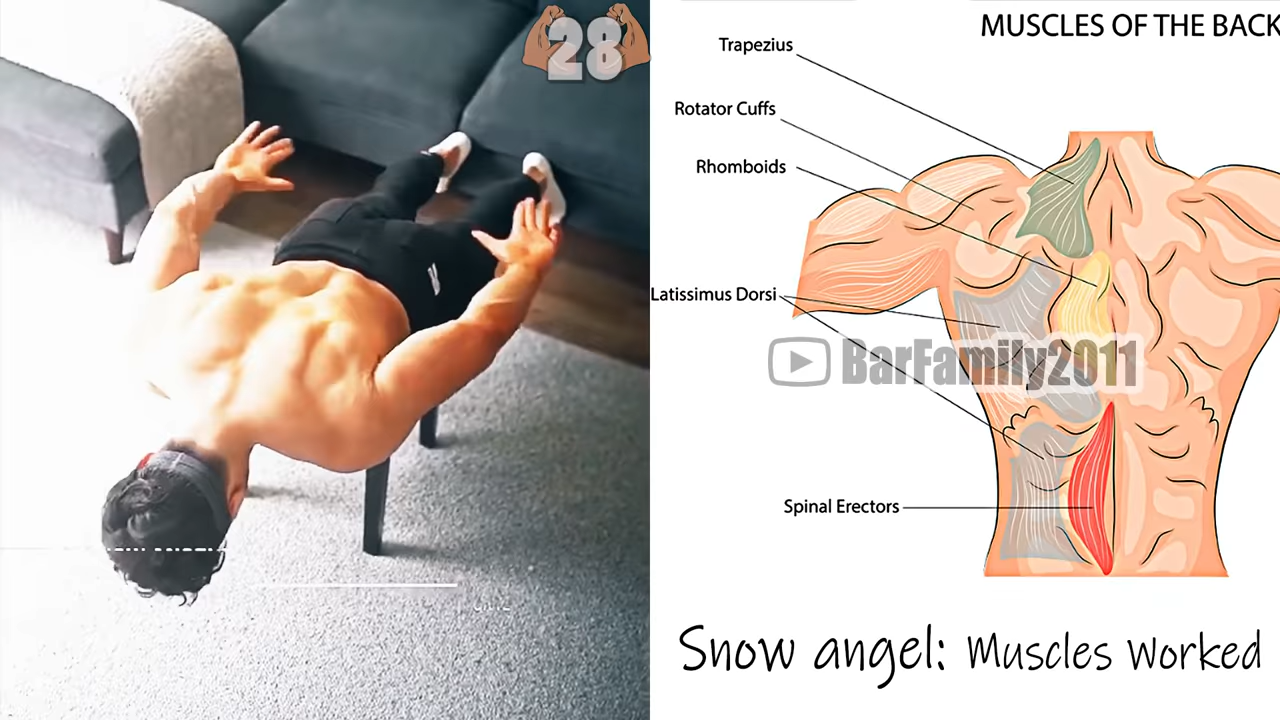 28
MUSCLES OF THE BACK
Trapezius
Rotator Cuffs
Rhomboids
Latissimus Dorsi
BarFamily2011
Spinal Erectors
Snow angel: Muscles Worked